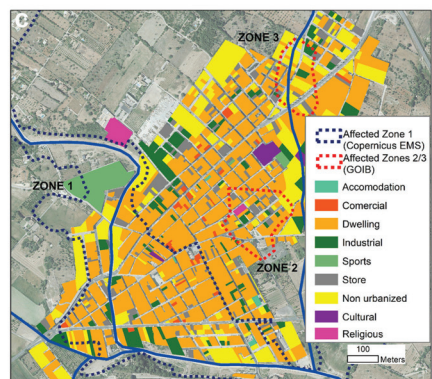 C
ZONE 3
Affected Zone 1
(Copernicus EMS)
Affected Zones 2/3
(GOIB)
ZONE 1
Accomodation
Comercial
Dwelling
Industrial
Sports
Store
ZONE 2
Non urbanized
Cultural
Religious
100
Meters